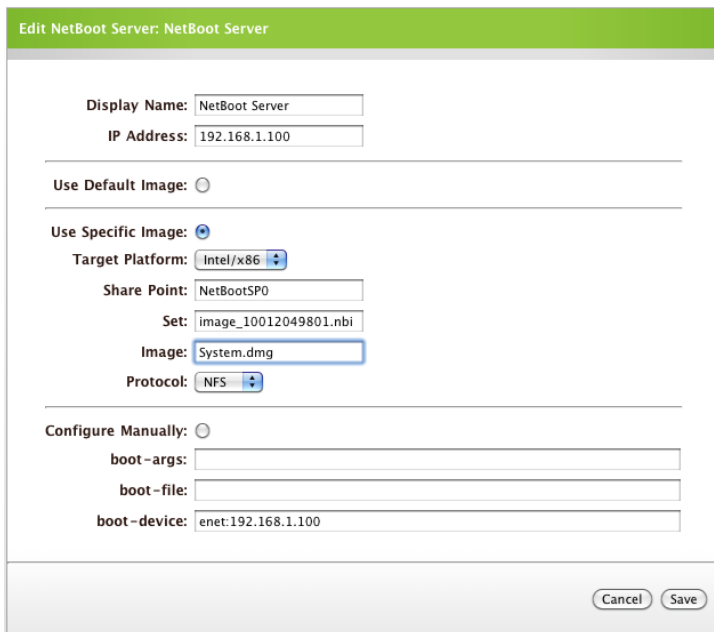 Edit NetBoot Server: NetBoot Server
Display Name: NetBoot Server
IP Address: 192.168.1.100
Use Default Image:
Use Specific Image:
Target Platform: Intel/x86
Share Point: NetBootSP0
Set: image_10012049801.nbi
Image: System.dmg
Protocol: NFS
Configure Manually:
boot-args:
boot-file:
boot-device: enet:192.168.1.100
Cancel Save